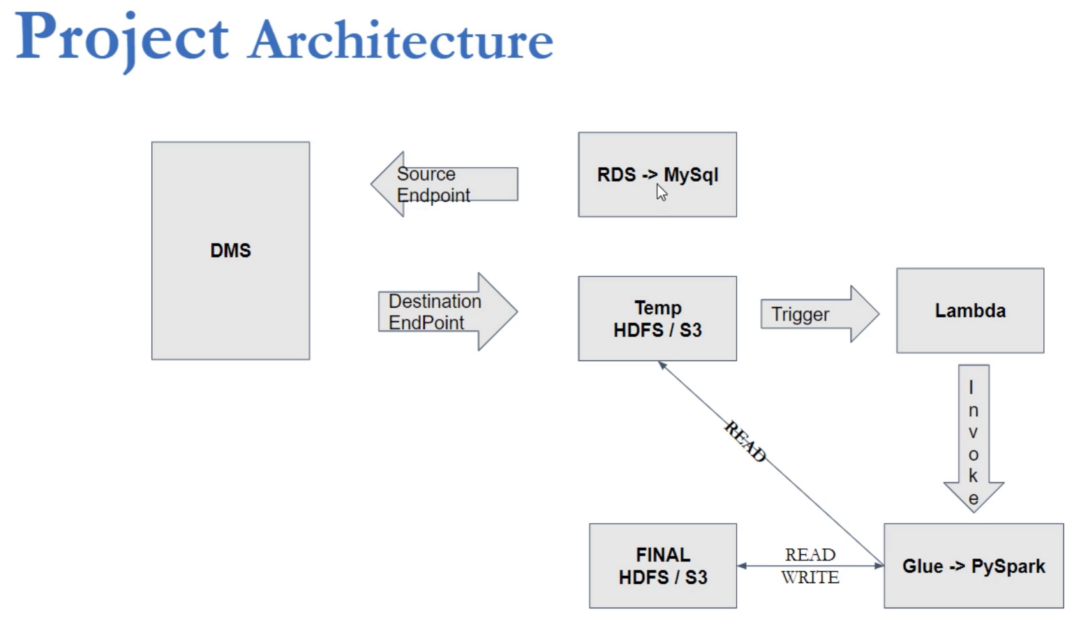 Project Architecture
Source
Endpoint
RDS -> MySql
DMS
Destination
EndPoint
Temp
HDFS / S3
Trigger
Lambda
Invoke
READ
FINAL
HDFS / S3
READ
WRITE
Glue -> PySpark